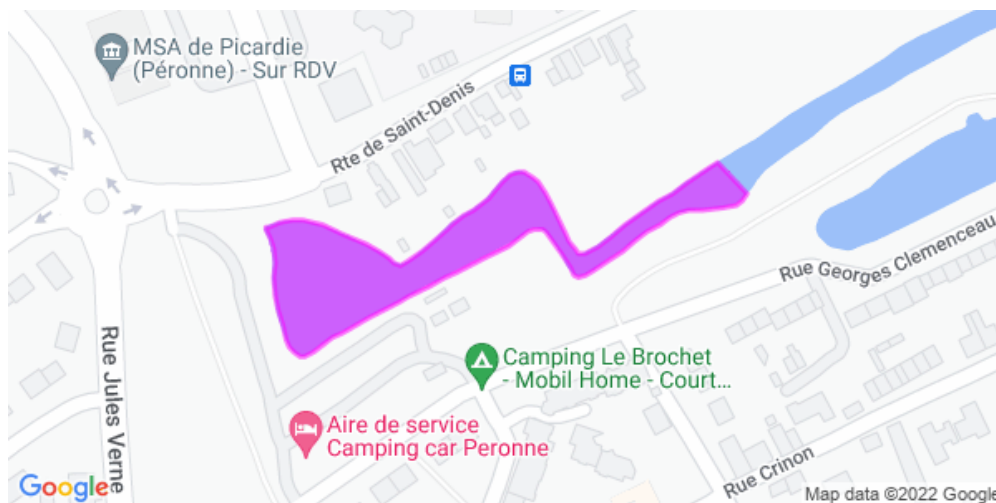 MSA de Picardie
(Péronne) - Sur RDV
Rte de Saint-Denis
Rue Georges Clemenceau
Rue Jules Verne
Camping Le Brochet
- Mobil Home - Court...
Aire de service
Camping car Peronne
Rue Crinon
Google
Map data ©2022 Google